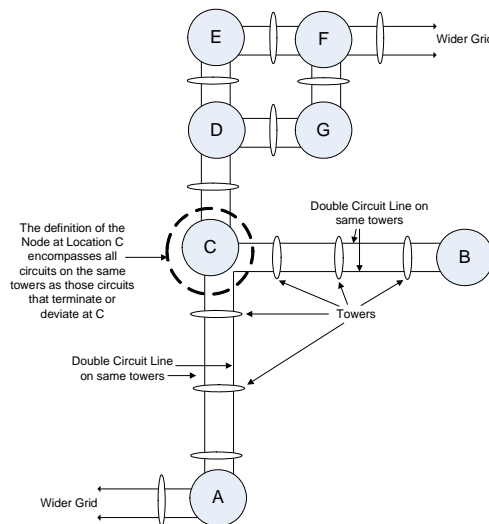 E
F
Wider Grid
D
G
Double Circuit Line on
same towers
The definition of the
Node at Location C
encompasses all
circuits on the same
towers as those circuits
that terminate or
deviate at C
C
B
Towers
Double Circuit Line
on same towers
Wider Grid
A